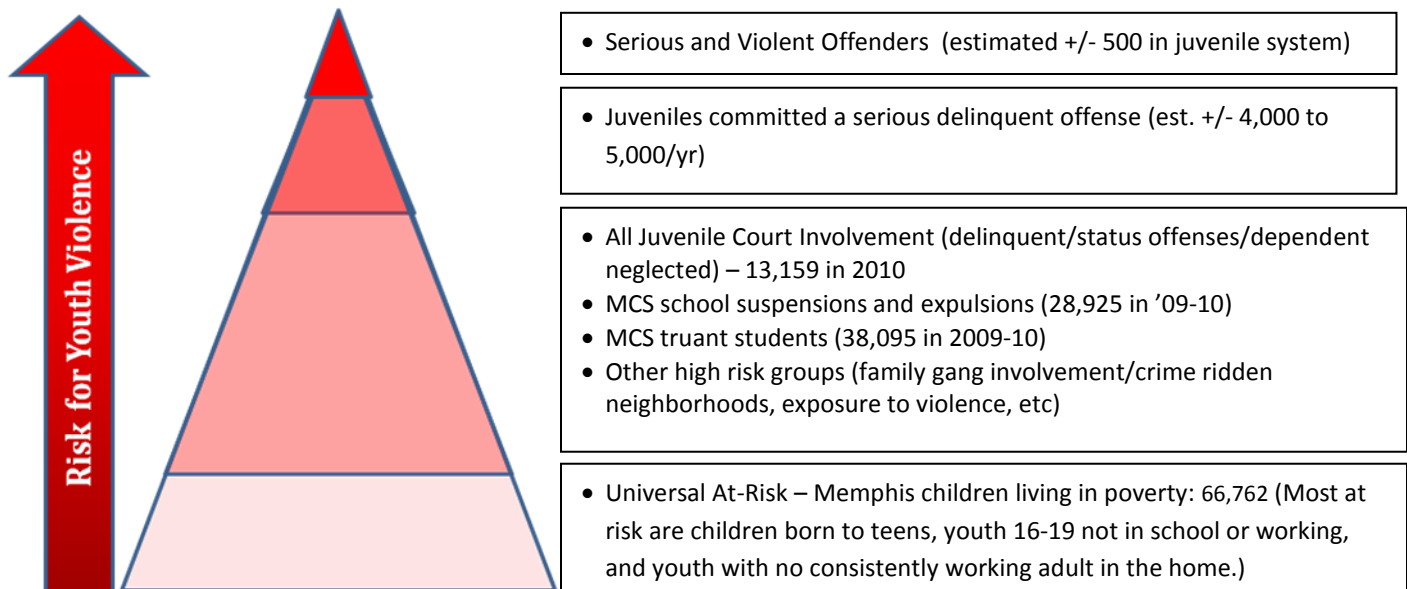 Risk for Youth Violence
• Serious and Violent Offenders (estimated +/- 500 in juvenile system)
• Juveniles committed a serious delinquent offense (est. +/- 4,000 to
5,000/yr)
• All Juvenile Court Involvement (delinquent/status offenses/dependent
neglected) – 13,159 in 2010
• MCS school suspensions and expulsions (28,925 in ’09-10)
• MCS truant students (38,095 in 2009-10)
• Other high risk groups (family gang involvement/crime ridden
neighborhoods, exposure to violence, etc)
• Universal At-Risk – Memphis children living in poverty: 66,762 (Most at
risk are children born to teens, youth 16-19 not in school or working,
and youth with no consistently working adult in the home.)